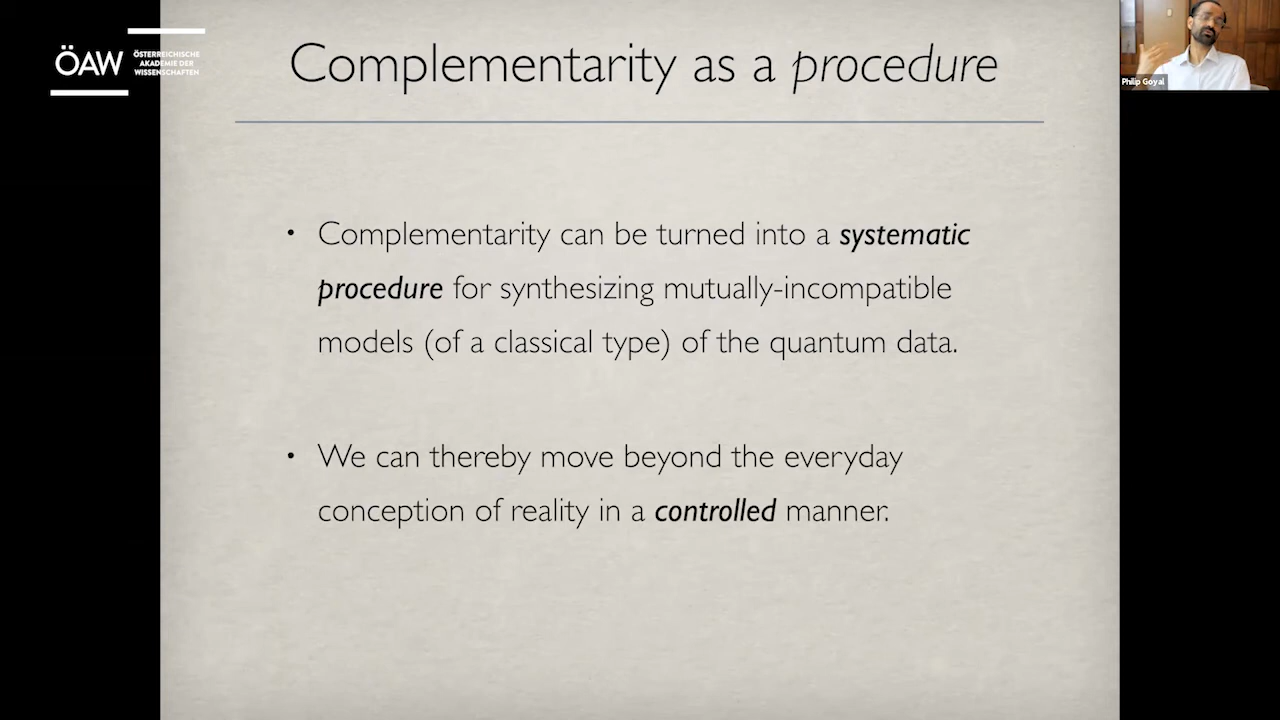 ÖAW
ÖSTERREICHISCHE
AKADEMIE DER
WISSENSCHAFTEN
Complementarity as a procedure
Philip Goyal
• Complementarity can be turned into a systematic
procedure for synthesizing mutually-incompatible
models (of a classical type) of the quantum data.
• We can thereby move beyond the everyday
conception of reality in a controlled manner.